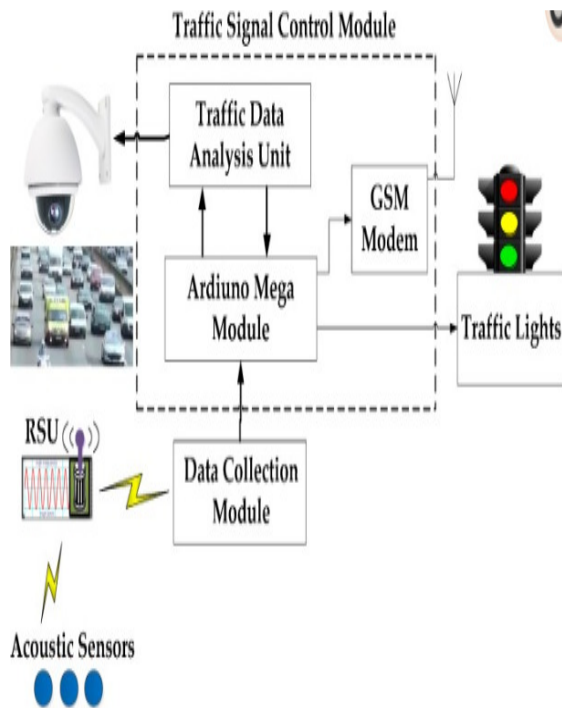 Traffic Signal Control Module
Traffic Data
Analysis Unit
GSM
Modem
Ardiuno Mega
Module
Traffic Lights
RSU
Data Collection
Module
Acoustic Sensors